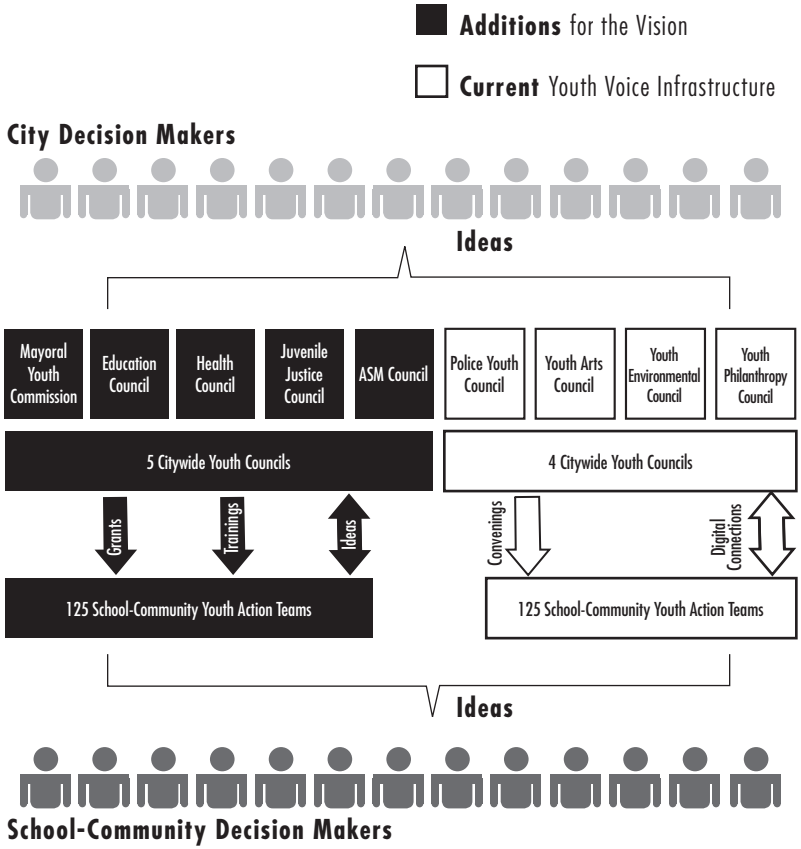 Additions for the Vision
Current Youth Voice Infrastructure
City Decision Makers
Ideas
Mayoral
Youth
Commission
Education
Council
Health
Council
Juvenile
Justice
Council
ASM Council
Police Youth
Council
Youth Arts
Council
Youth
Environmental
Council
Youth
Philanthropy
Council
5 Citywide Youth Councils
4 Citywide Youth Councils
Grants
Trainings
Ideas
Convenings
Digital
Connections
125 School-Community Youth Action Teams
125 School-Community Youth Action Teams
Ideas
School-Community Decision Makers